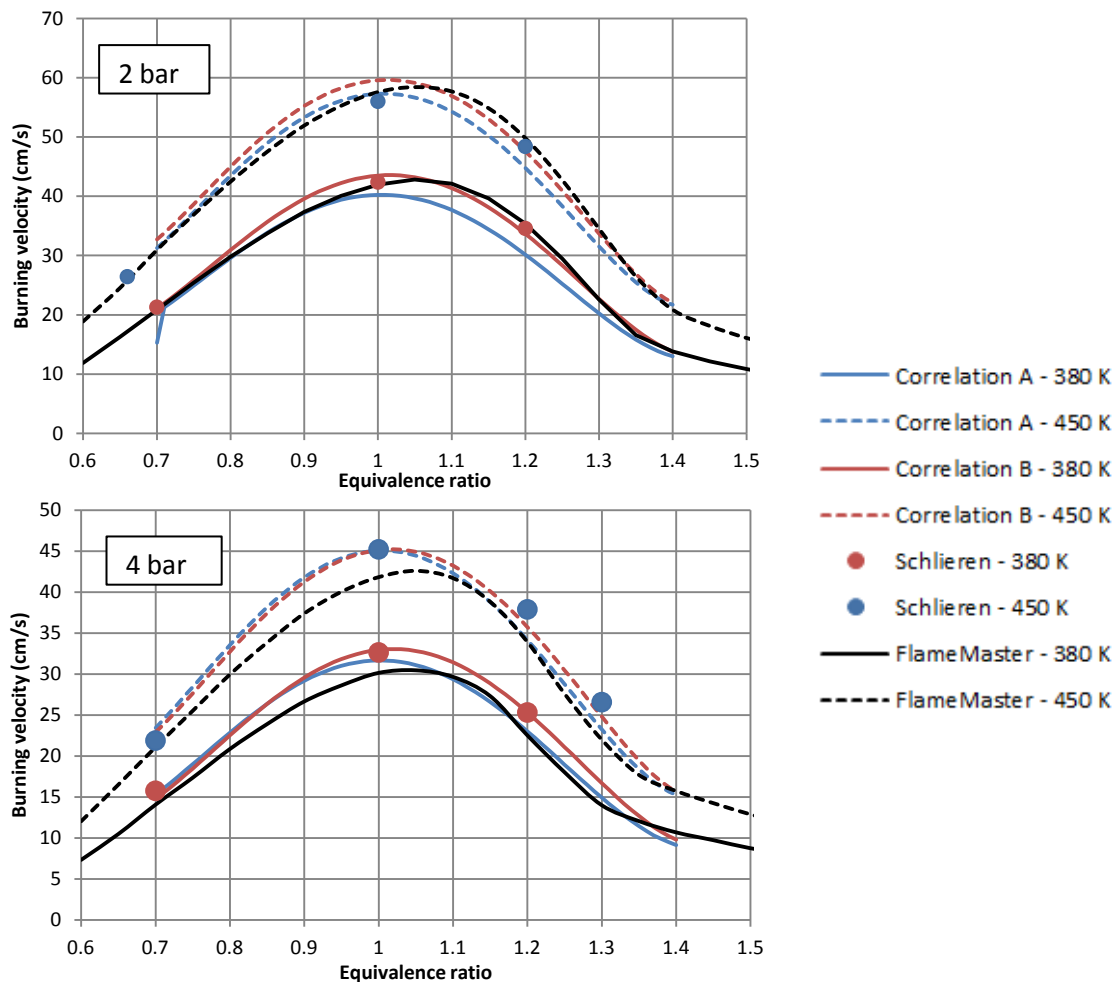 70
60
50
40
30
20
10
0
2 bar
Burning velocity (cm/s)
0.6 0.7 0.8 0.9 1 1.1 1.2 1.3 1.4 1.5
Equivalence ratio
50
45
40
35
30
25
20
15
10
5
0
4 bar
Burning velocity (cm/s)
0.6 0.7 0.8 0.9 1 1.1 1.2 1.3 1.4 1.5
Equivalence ratio
Correlation A - 380 K
Correlation A - 450 K
Correlation B - 380 K
Correlation B - 450 K
Schlieren - 380 K
Schlieren - 450 K
FlameMaster - 380 K
FlameMaster - 450 K